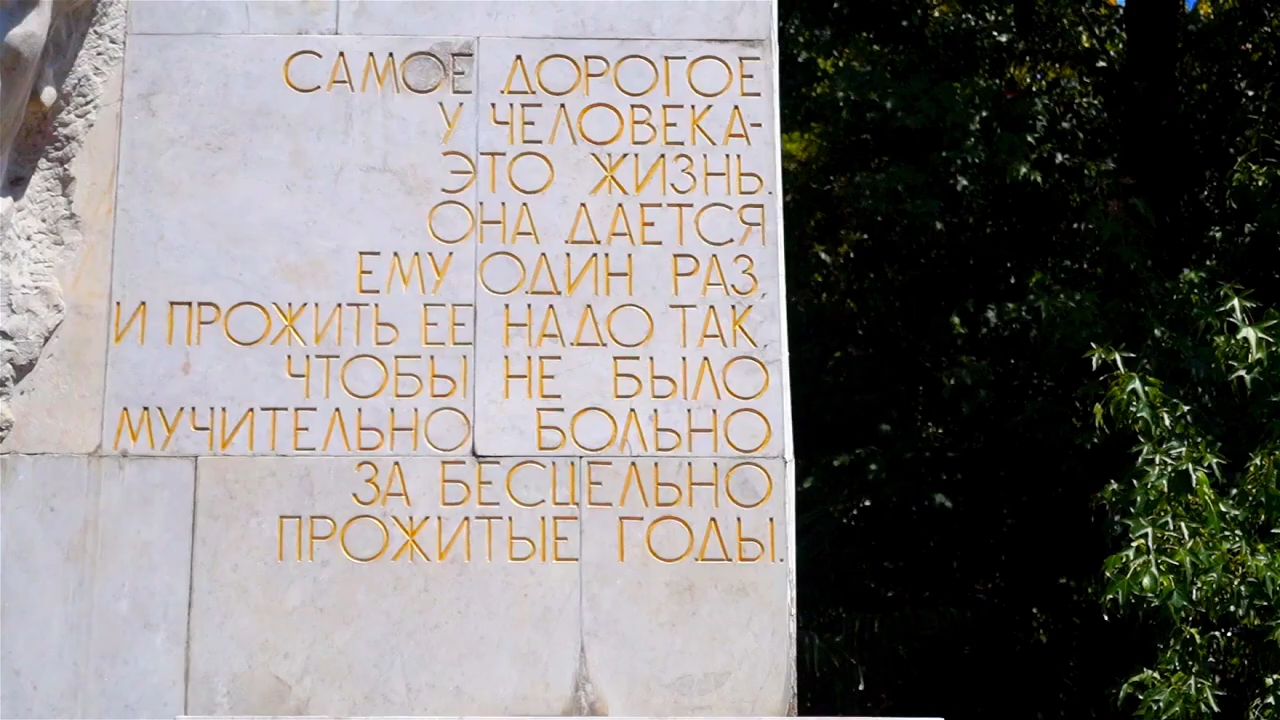 САМОЕ ДОРОГОЕ
У ЧЕЛОВЕКА-
ЭТО ЖИЗНЬ.
ОНА ДАЕТСЯ
ЕМУ ОДИН РАЗ
И ПРОЖИТЬ ЕЕ НАДО ТАК
ЧТОБЫ НЕ БЫЛО
МУЧИТЕЛЬНО БОЛЬНО
ЗА БЕСЦЕЛЬНО
ПРОЖИТЫЕ ГОДЫ.